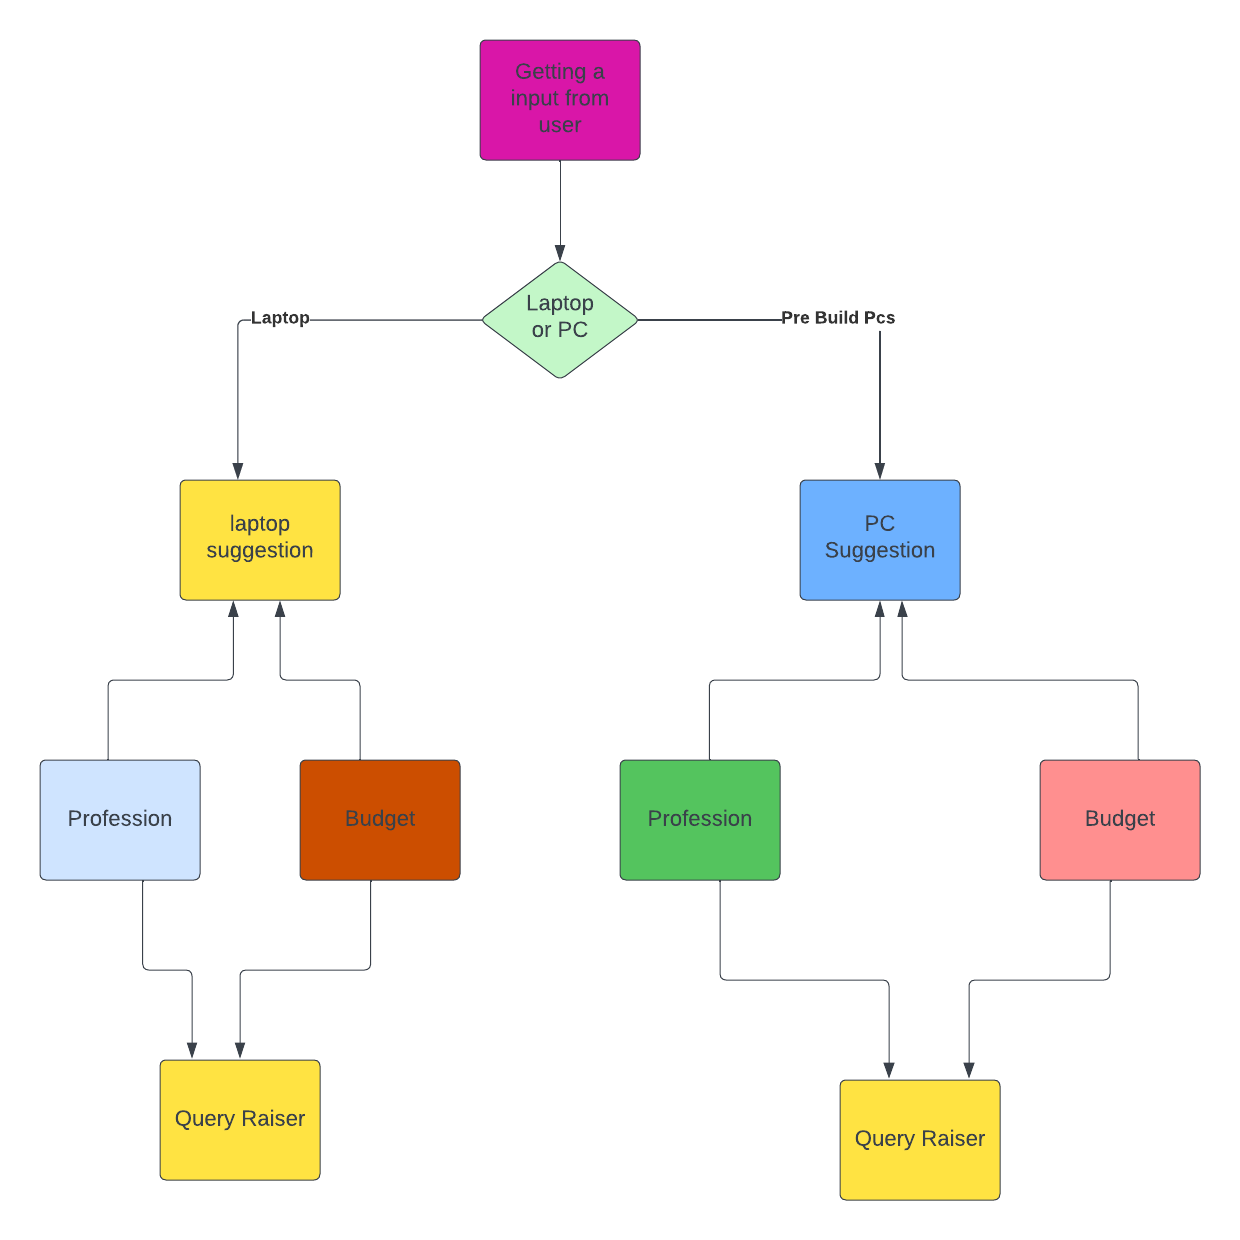 Getting a
input from
user
Laptop
or PC
Laptop
Pre Build Pcs
laptop
suggestion
PC
Suggestion
Profession
Budget
Profession
Budget
Query Raiser
Query Raiser